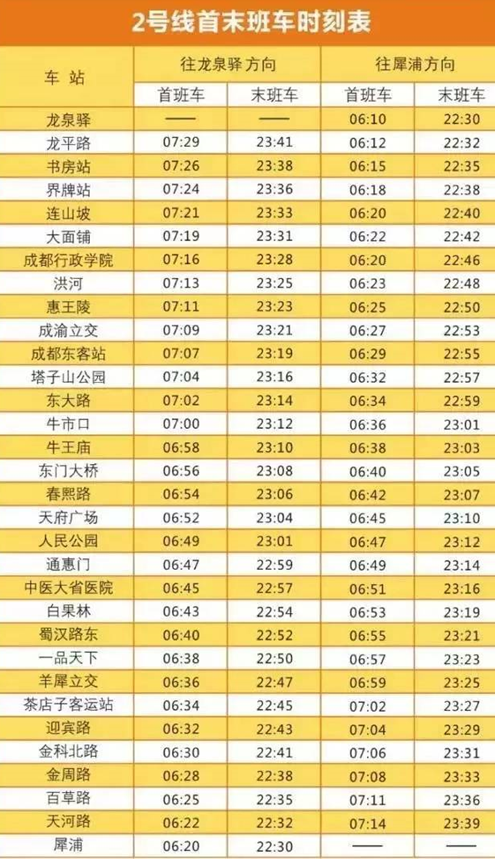 2号线首末班车时刻表
车 站 往龙泉驿方向 往犀浦方向
首班车 末班车 首班车 末班车
龙泉驿 —— —— 06:10 22:30
龙平路 07:29 23:41 06:12 22:32
书房站 07:26 23:38 06:15 22:35
界牌站 07:24 23:36 06:18 22:38
连山坡 07:21 23:33 06:20 22:40
大面铺 07:19 23:31 06:22 22:42
成都行政学院 07:16 23:28 06:20 22:46
洪河 07:13 23:25 06:23 22:48
惠王陵 07:11 23:23 06:25 22:50
成渝立交 07:09 23:21 06:27 22:53
成都东客站 07:07 23:19 06:29 22:55
塔子山公园 07:04 23:16 06:32 22:57
东大路 07:02 23:14 06:34 22:59
牛市口 07:00 23:12 06:36 23:01
牛王庙 06:58 23:10 06:38 23:03
东门大桥 06:56 23:08 06:40 23:05
春熙路 06:54 23:06 06:42 23:07
天府广场 06:52 23:04 06:45 23:10
人民公园 06:49 23:01 06:47 23:12
通惠门 06:47 22:59 06:49 23:14
中医大省医院 06:45 22:57 06:51 23:16
白果林 06:43 22:54 06:53 23:19
蜀汉路东 06:40 22:52 06:55 23:21
一品天下 06:38 22:50 06:57 23:23
羊犀立交 06:36 22:47 06:59 23:25
茶店子客运站 06:34 22:45 07:02 23:27
迎宾路 06:32 22:43 07:04 23:29
金科北路 06:30 22:41 07:06 23:31
金周路 06:28 22:38 07:08 23:33
百草路 06:25 22:35 07:11 23:36
天河路 06:22 22:32 07:14 23:39
犀浦 06:20 22:30 —— ——